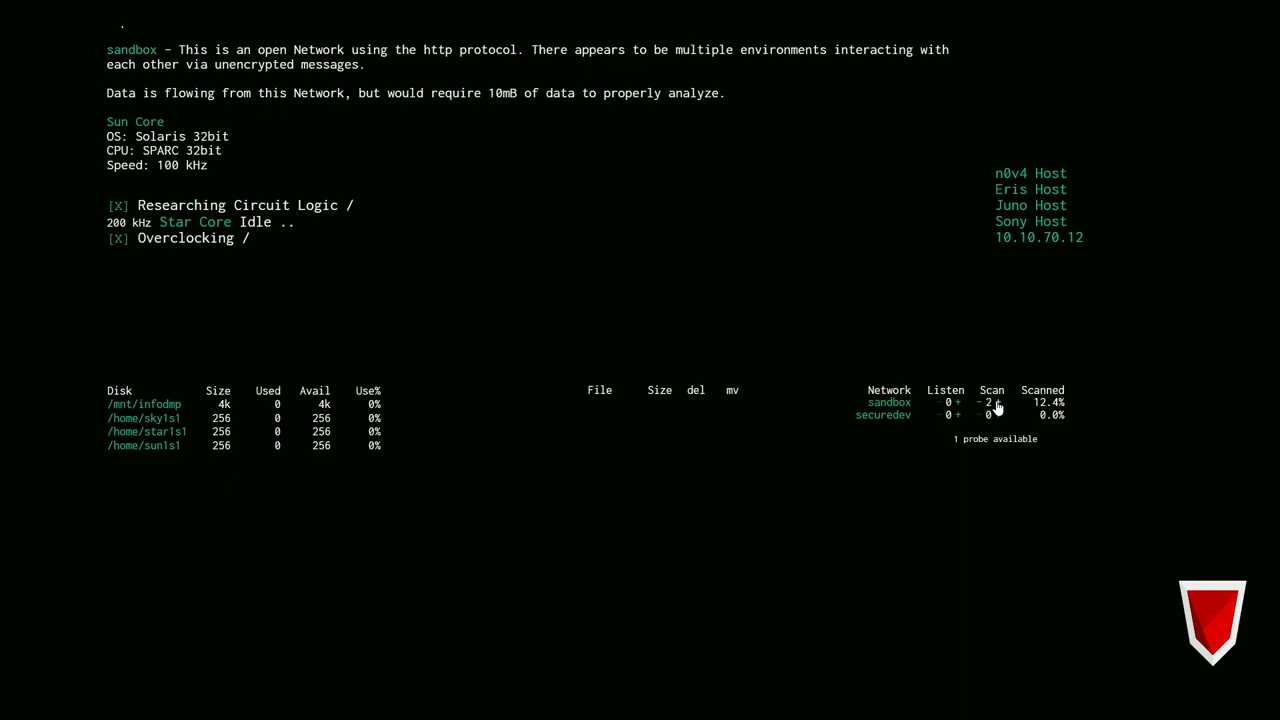 .
sandbox – This is an open Network using the http protocol. There appears to be multiple environments interacting with
each other via unencrypted messages.
Data is flowing from this Network, but would require 10mB of data to properly analyze.
Sun Core
OS: Solaris 32bit
CPU: SPARC 32bit
Speed: 100 kHz
n0v4 Host
Eris Host
[X] Researching Circuit Logic /
Juno Host
200 kHz Star Core Idle ..
Sony Host
[X] Overclocking /
10.10.70.12
Disk Size Used Avail Use%
/mnt/infodmp 4k 0 4k 0%
/home/sky1s1 256 0 256 0%
/home/star1s1 256 0 256 0%
/home/sun1s1 256 0 256 0%
File Size del mv
Network Listen Scan Scanned
sandbox - 0 + - 2 + 12.4%
securedev - 0 + - 0 0.0%
1 probe available